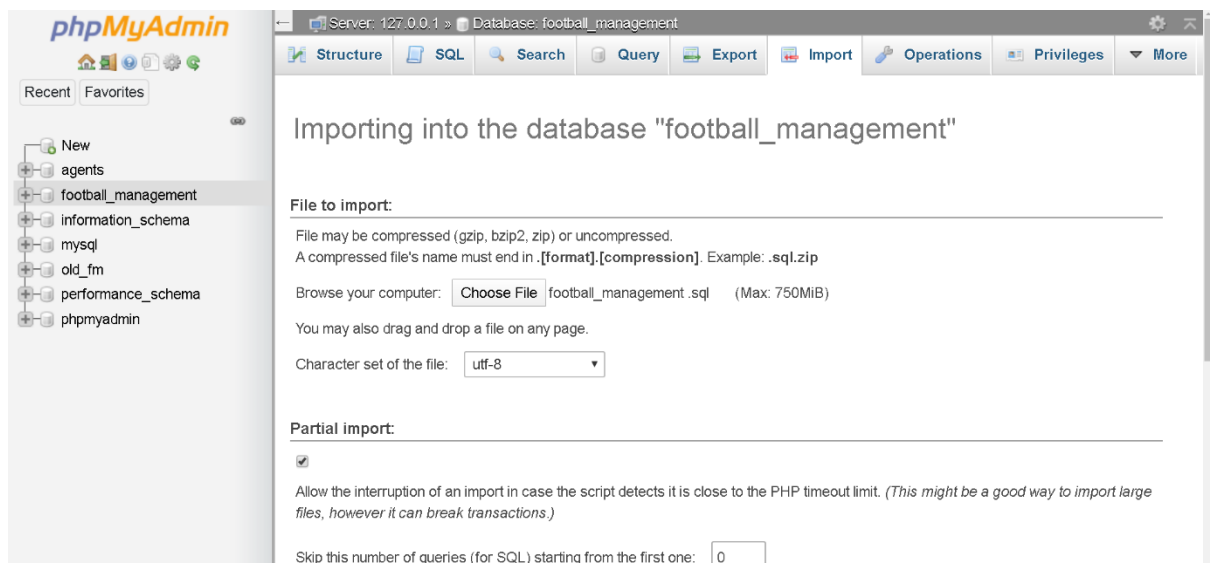 phpMyAdmin
Recent Favorites
New
agents
football_management
information_schema
mysql
old_fm
performance_schema
phpmyadmin
Server: 127.0.0.1 » Database: football_management
Structure SQL Search Query Export Import Operations Privileges More
Importing into the database "football_management"
File to import:
File may be compressed (gzip, bzip2, zip) or uncompressed.
A compressed file's name must end in .[format].[compression]. Example: .sql.zip
Browse your computer: Choose File football_management .sql (Max: 750MiB)
You may also drag and drop a file on any page.
Character set of the file: utf-8
Partial import:
Allow the interruption of an import in case the script detects it is close to the PHP timeout limit. (This might be a good way to import large
files, however it can break transactions.)
Skip this number of queries (for SQL) starting from the first one: 0